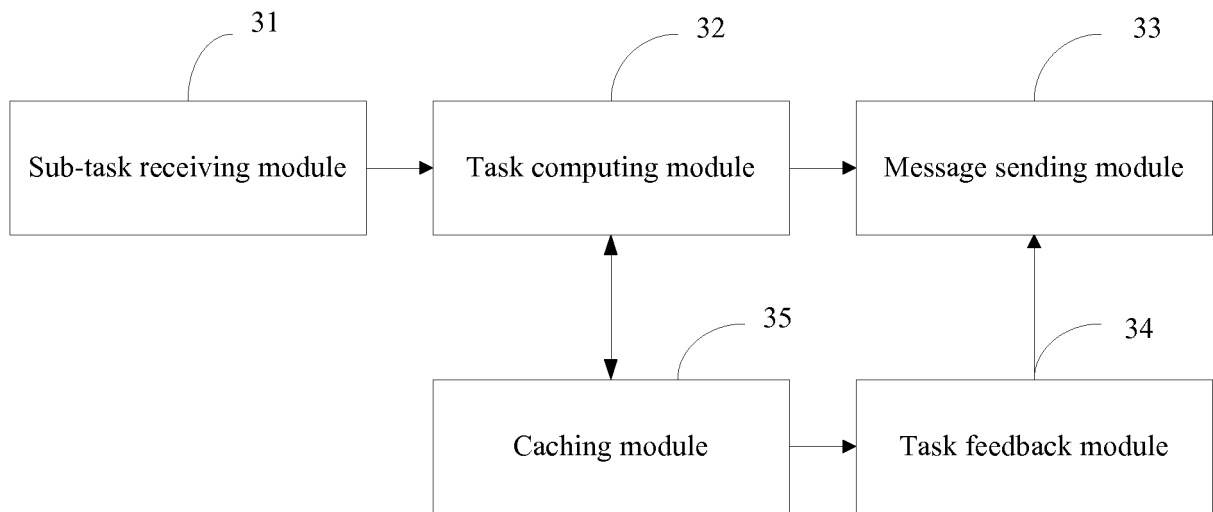 31
32
33
Sub-task receiving module
Task computing module
Message sending module
35
34
Caching module
Task feedback module